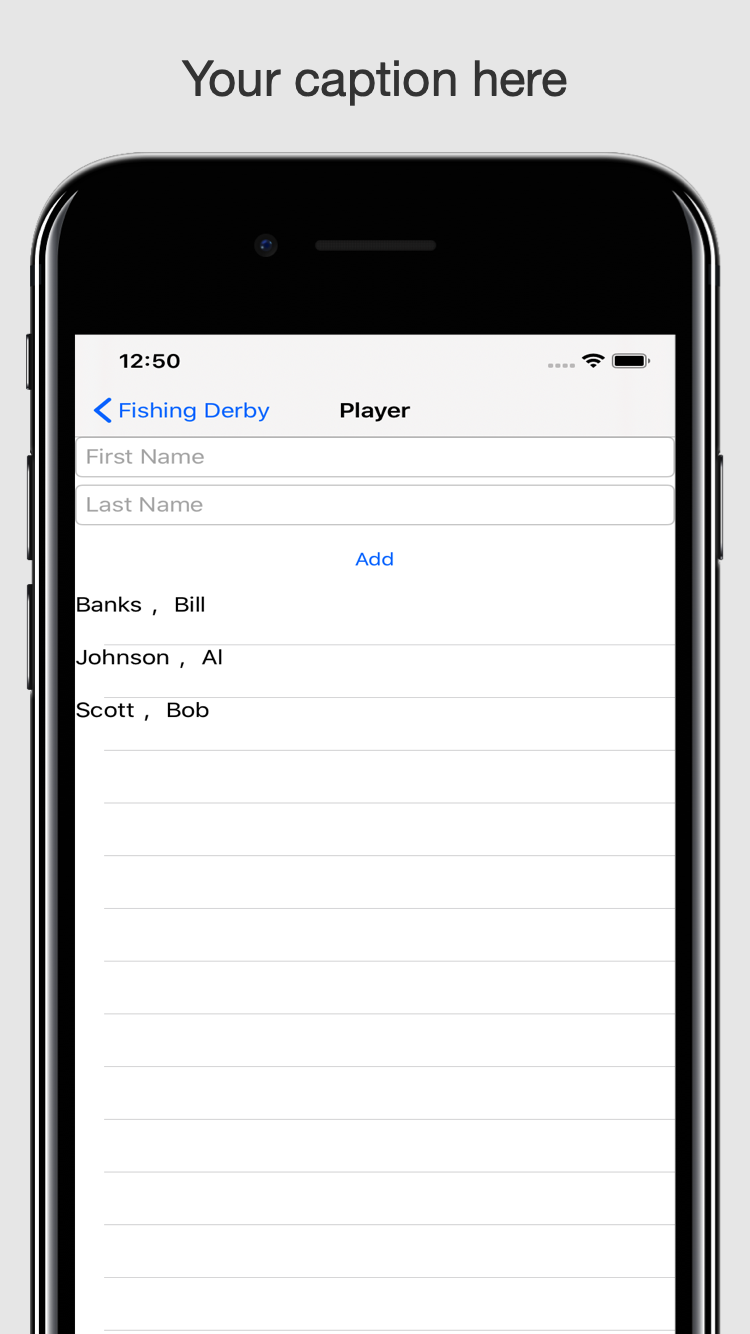 Your caption here
12:50
Fishing Derby Player
First Name
Last Name
Add
Banks , Bill
Johnson , Al
Scott , Bob